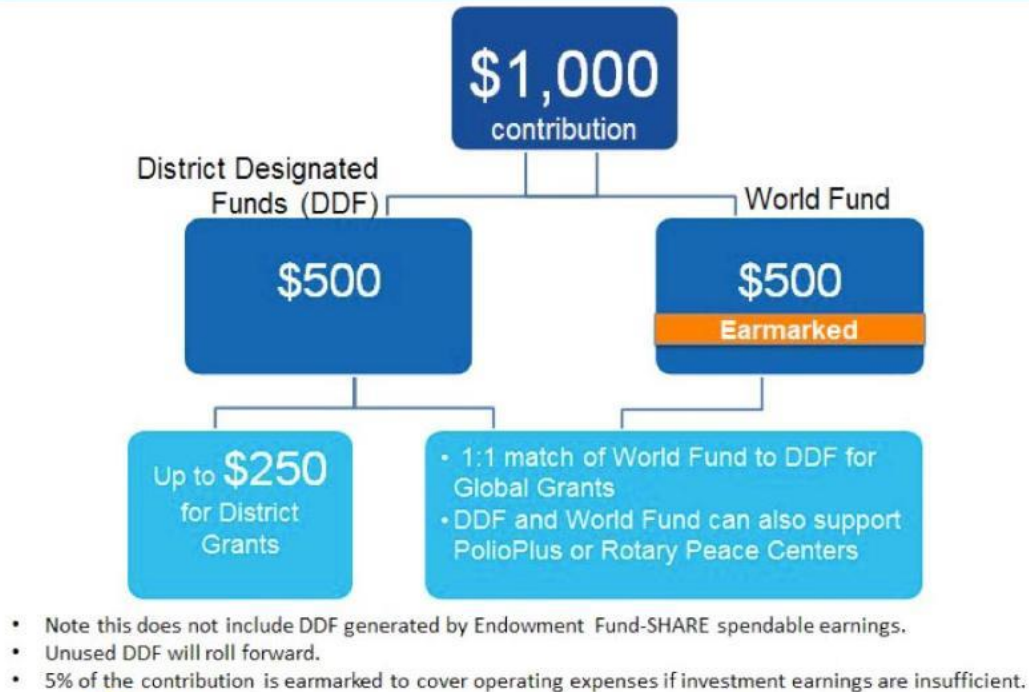 $1,000
contribution
District Designated
Funds (DDF)
World Fund
$500
$500
Earmarked
Up to $250
for District
Grants
• 1:1 match of World Fund to DDF for
Global Grants
• DDF and World Fund can also support
PolioPlus or Rotary Peace Centers
• Note this does not include DDF generated by Endowment Fund-SHARE spendable earnings.
• Unused DDF will roll forward.
• 5% of the contribution is earmarked to cover operating expenses if investment earnings are insufficient.